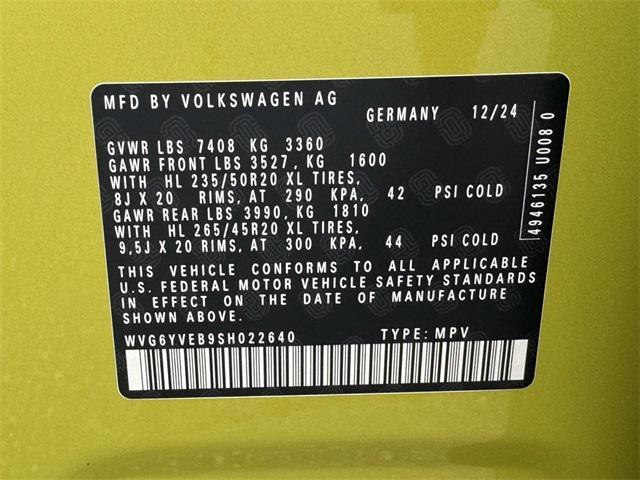 MFD BY VOLKSWAGEN AG
GERMANY 12/24
GVWR LBS 7408 KG 3360
GAWR FRONT LBS 3527, KG 1600
WITH HL 235/50R20 XL TIRES,
8J X 20 RIMS, AT 290 KPA, 42 PSI COLD
GAWR REAR LBS 3990, KG 1810
WITH HL 265/45R20 XL TIRES,
9,5J X 20 RIMS, AT 300 KPA, 44 PSI COLD
THIS VEHICLE CONFORMS TO ALL APPLICABLE
U.S. FEDERAL MOTOR VEHICLE SAFETY STANDARDS
IN EFFECT ON THE DATE OF MANUFACTURE
SHOWN ABOVE.
WVG6YVEB9SH022640 TYPE: MPV
4946135 U008 0